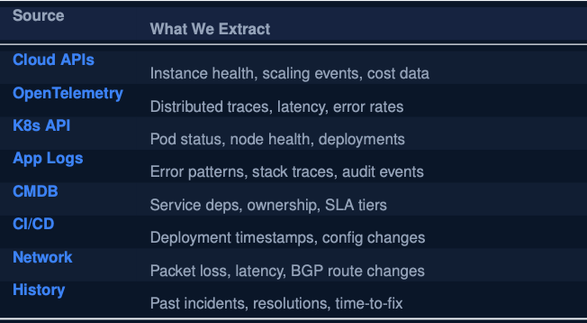 Source
What We Extract
Cloud APIs
Instance health, scaling events, cost data
OpenTelemetry
Distributed traces, latency, error rates
K8s API
Pod status, node health, deployments
App Logs
Error patterns, stack traces, audit events
CMDB
Service deps, ownership, SLA tiers
CI/CD
Deployment timestamps, config changes
Network
Packet loss, latency, BGP route changes
History
Past incidents, resolutions, time-to-fix